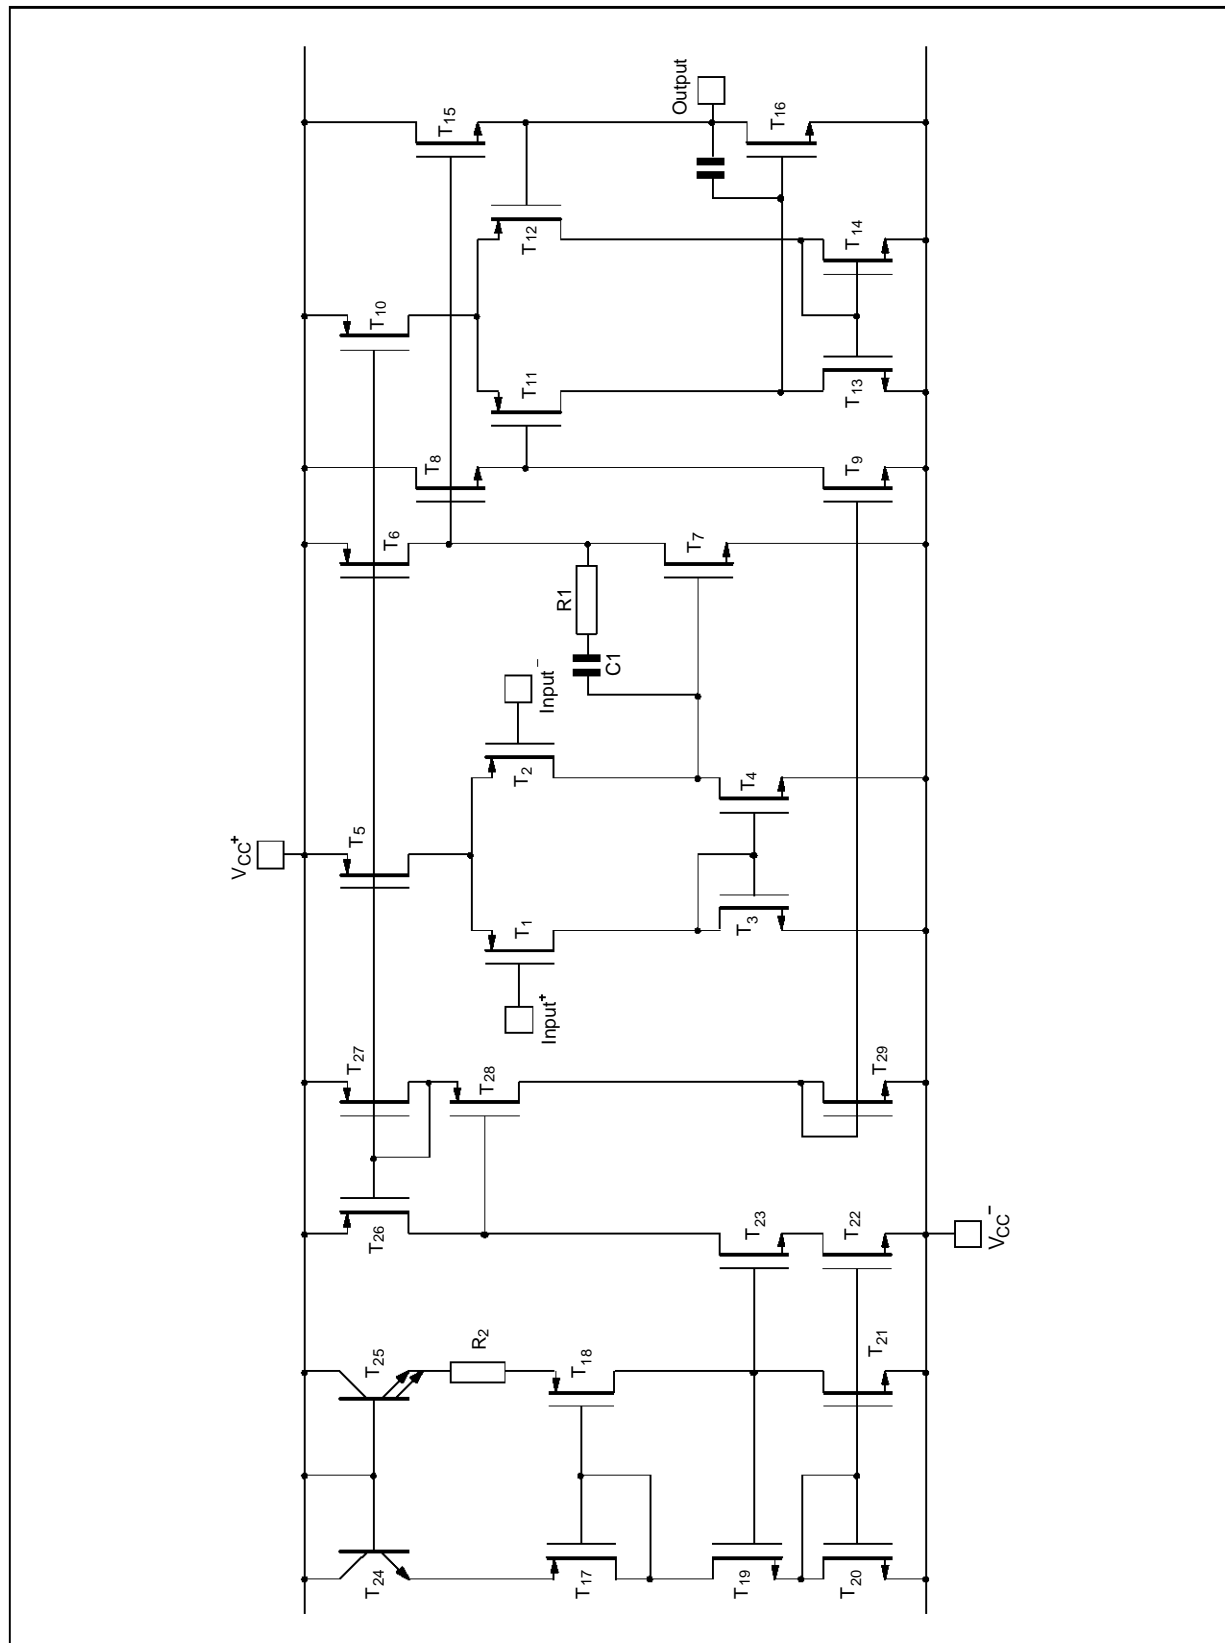 T24
T25
R2
T17
T18
T19
T20
T21
T26
T23
T22
VCC-
T27
T28
T29
Input+
T1
T3
VCC+
T5
T2
Input-
T4
C1
R1
T6
T7
T8
T9
T11
T13
T10
T12
T14
T15
Output
T16